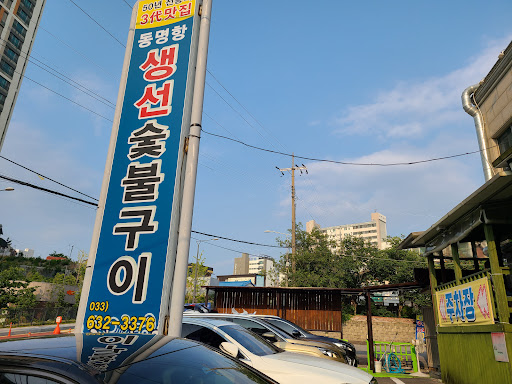 50년 전통
3代맛집
동명항
생선숯불구이
033)
632-3376
주차장